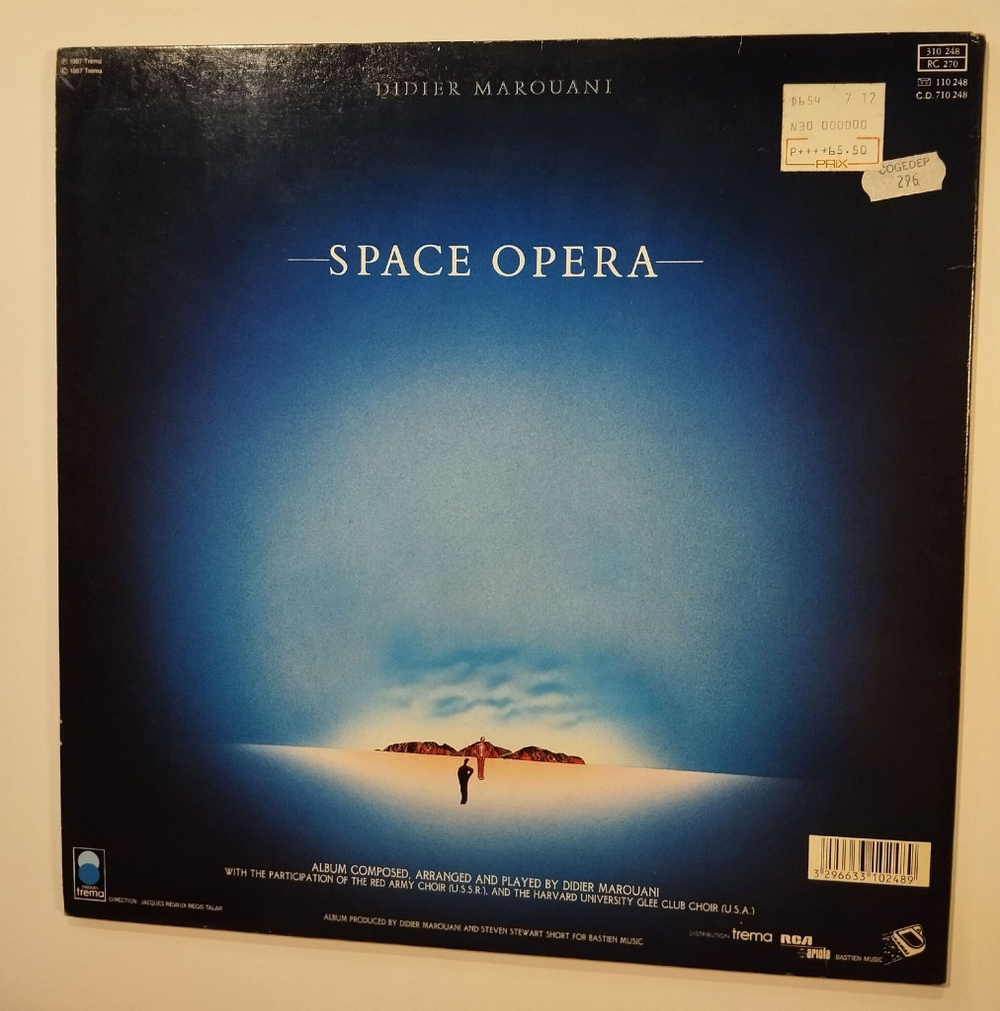 ℗ 1987 Trema
© 1987 Trema
DIDIER MAROUANI
310 248
RC 270
110 248
C.D. 710 248
D654 7 12
N30 000000
P++++65.50
PRIX
COGEDEP
296
SPACE OPERA
ALBUM COMPOSED, ARRANGED AND PLAYED BY DIDIER MAROUANI
WITH THE PARTICIPATION OF THE RED ARMY CHOIR (U.S.S.R.), AND THE HARVARD UNIVERSITY GLEE CLUB CHOIR (U.S.A.)
ALBUM PRODUCED BY DIDIER MAROUANI AND STEVEN STEWART SHORT FOR BASTIEN MUSIC
disques
trema
DIRECTION : JACQUES REVAUX REGIS TALAR
3 296633 102489
DISTRIBUTION trema RCA
ariola
BASTIEN MUSIC